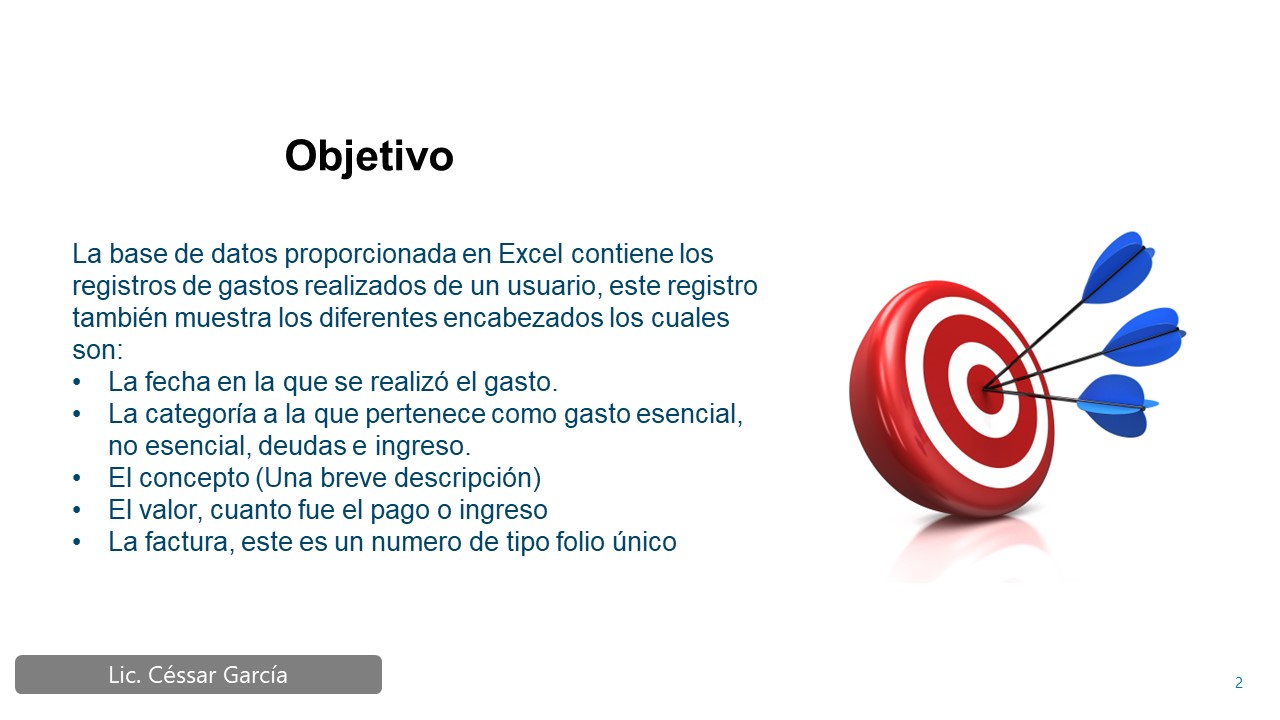 Objetivo
La base de datos proporcionada en Excel contiene los
registros de gastos realizados de un usuario, este registro
también muestra los diferentes encabezados los cuales
son:
• La fecha en la que se realizó el gasto.
• La categoría a la que pertenece como gasto esencial,
no esencial, deudas e ingreso.
• El concepto (Una breve descripción)
• El valor, cuanto fue el pago o ingreso
• La factura, este es un numero de tipo folio único
Lic. Céssar García
2